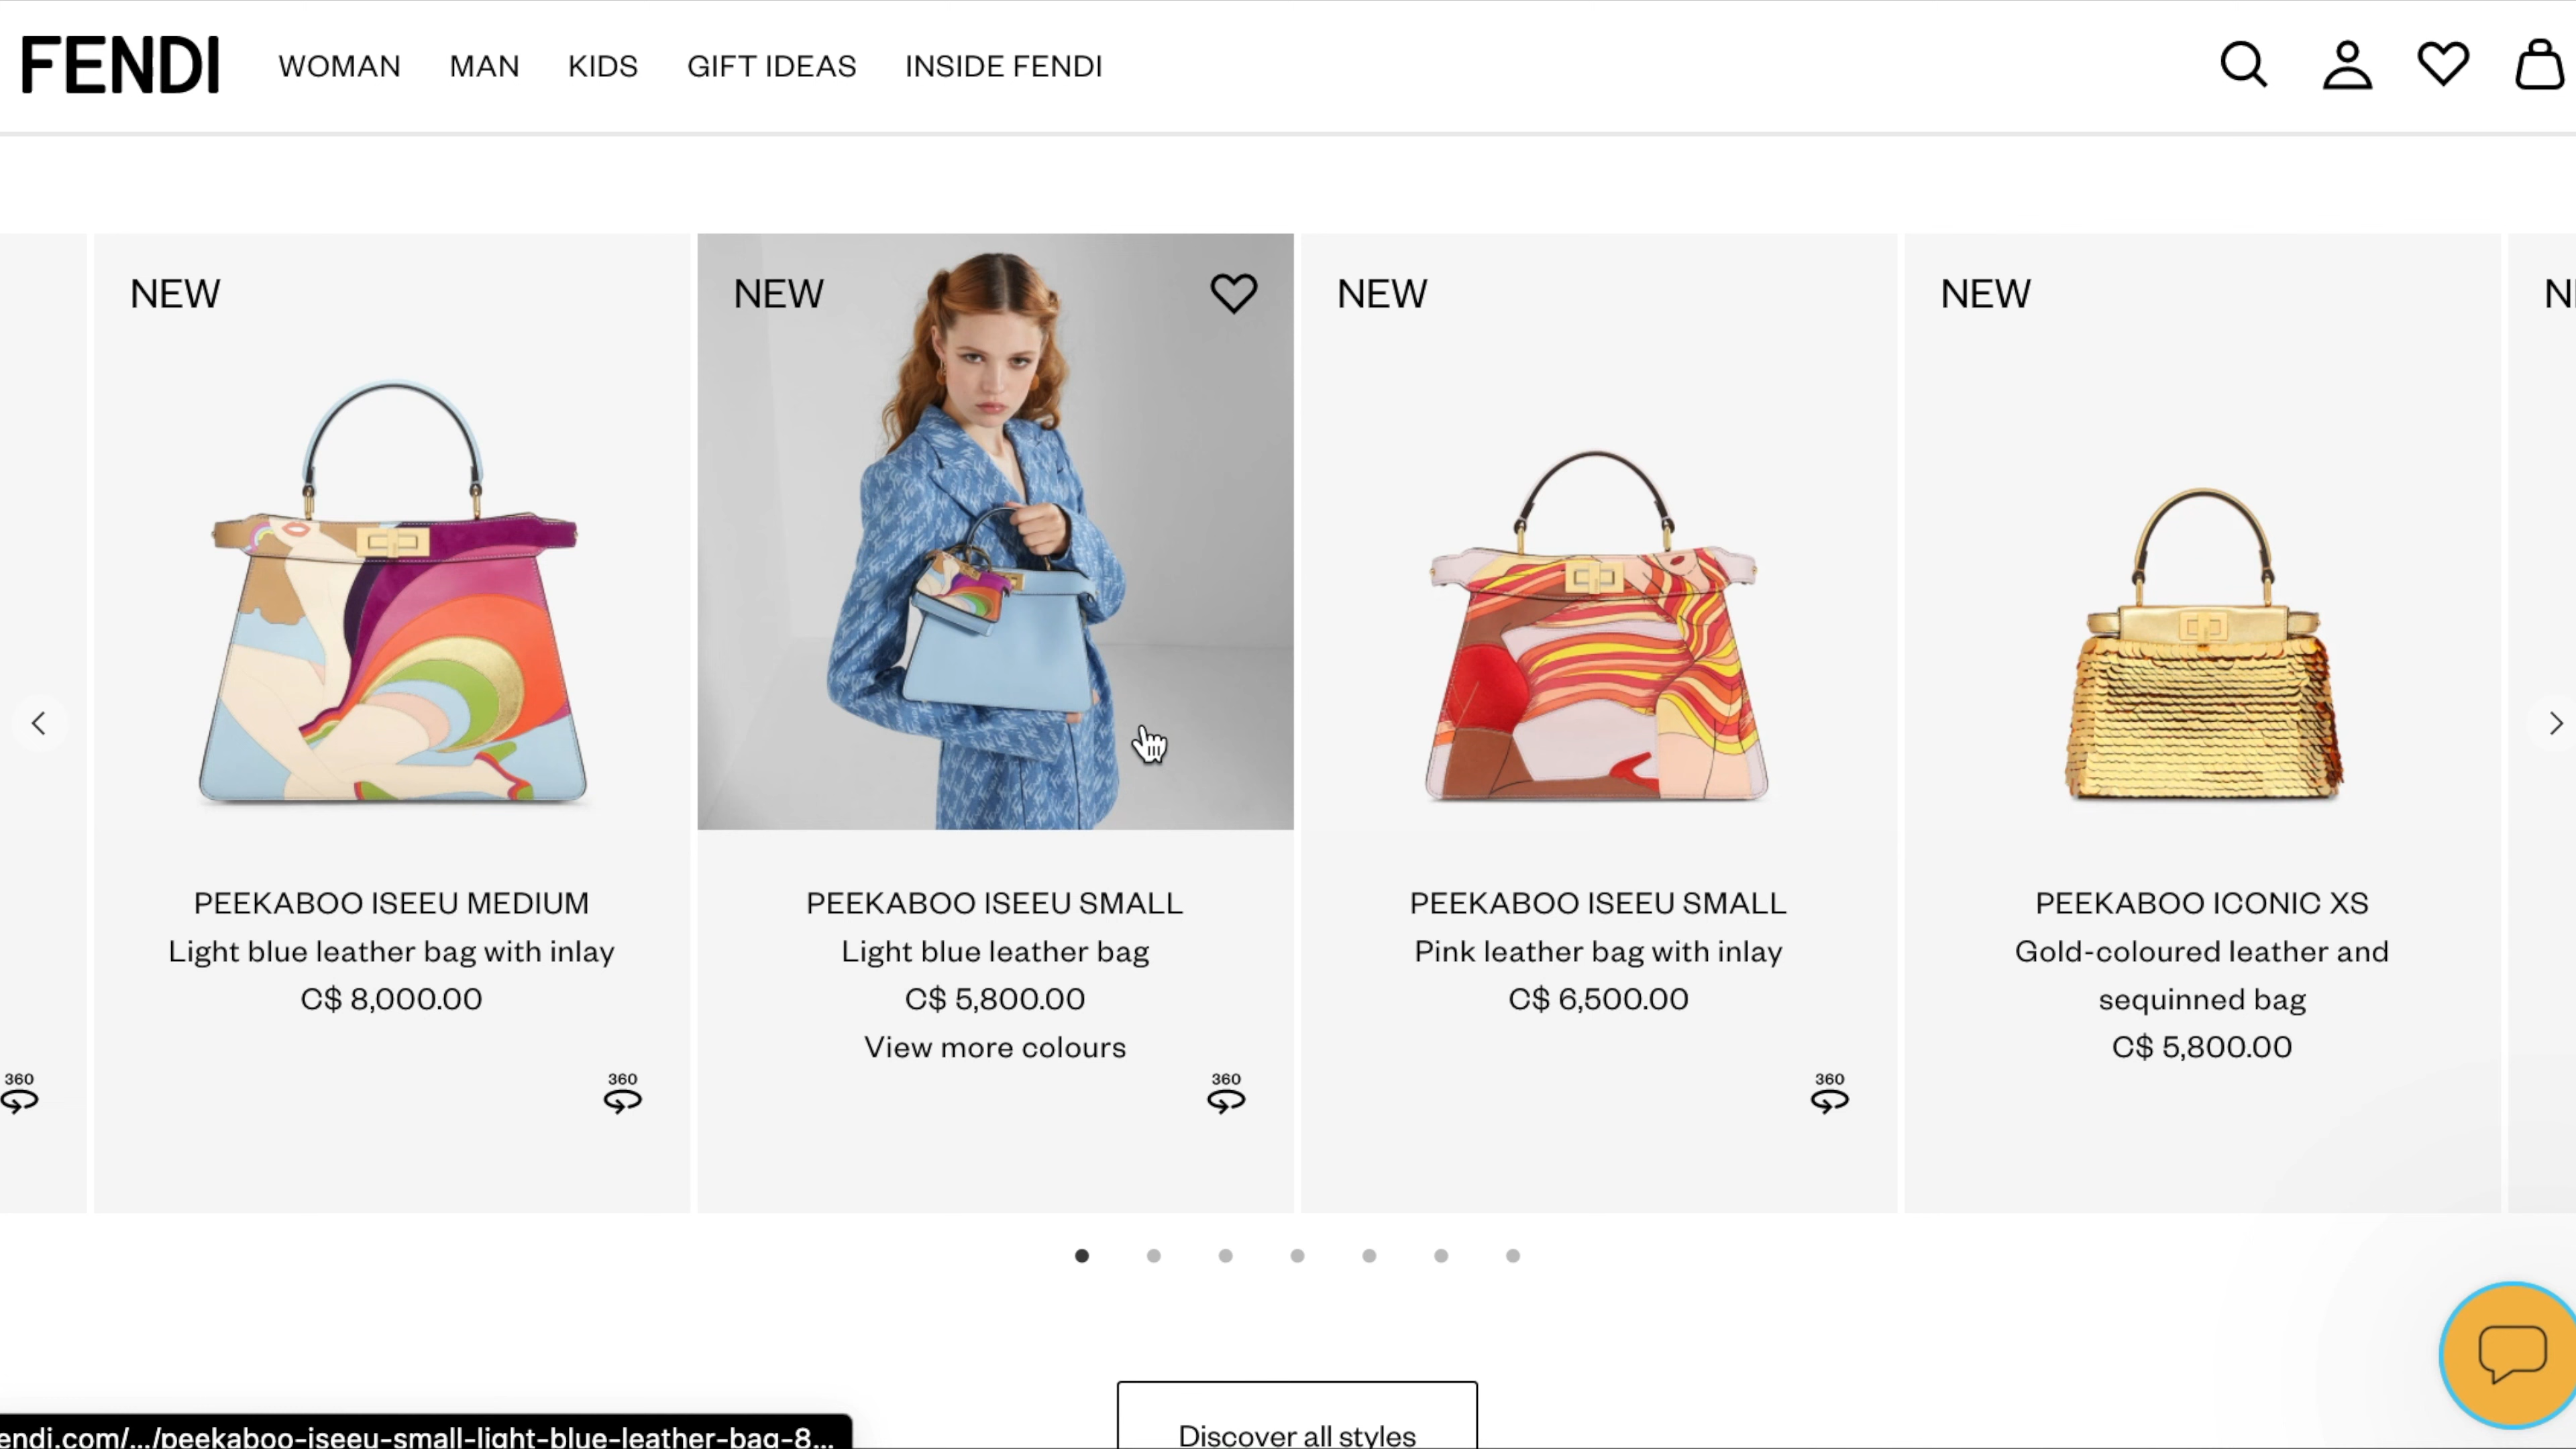 FENDI
WOMAN
MAN
KIDS
GIFT IDEAS
INSIDE FENDI
NEW
PEEKABOO ISEEU MEDIUM
Light blue leather bag with inlay
C$ 8,000.00
360
NEW
PEEKABOO ISEEU SMALL
Light blue leather bag
C$ 5,800.00
View more colours
360
NEW
PEEKABOO ISEEU SMALL
Pink leather bag with inlay
C$ 6,500.00
360
NEW
PEEKABOO ICONIC XS
Gold-coloured leather and
sequinned bag
C$ 5,800.00
360
Discover all styles
endi.com/.../peekaboo-iseeu-small-light-blue-leather-bag-8...